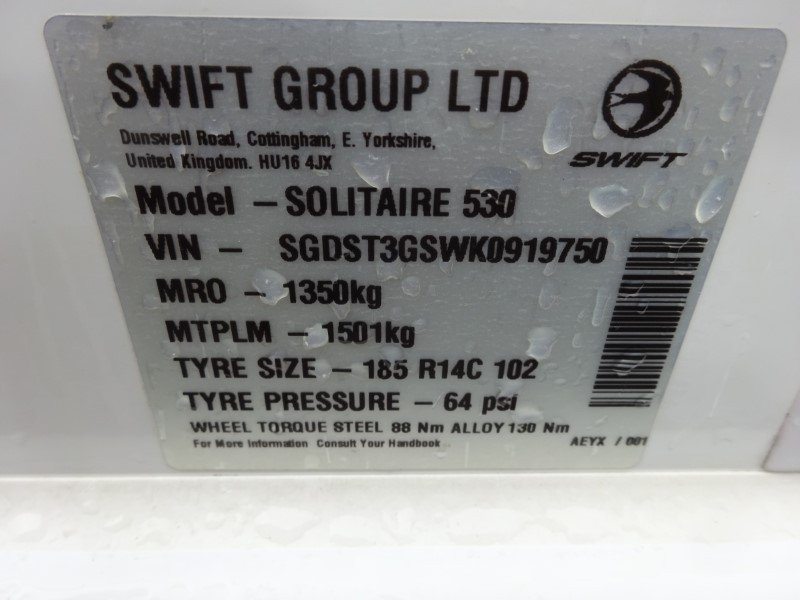 SWIFT GROUP LTD
Dunswell Road, Cottingham, E. Yorkshire,
United Kingdom. HU16 4JX
SWIFT
Model - SOLITAIRE 530
VIN - SGDST3GSWK0919750
MRO - 1350kg
MTPLM - 1501kg
TYRE SIZE - 185 R14C 102
TYRE PRESSURE - 64 psi
WHEEL TORQUE STEEL 88 Nm ALLOY 130 Nm
For More Information Consult Your Handbook
AEYX / 001